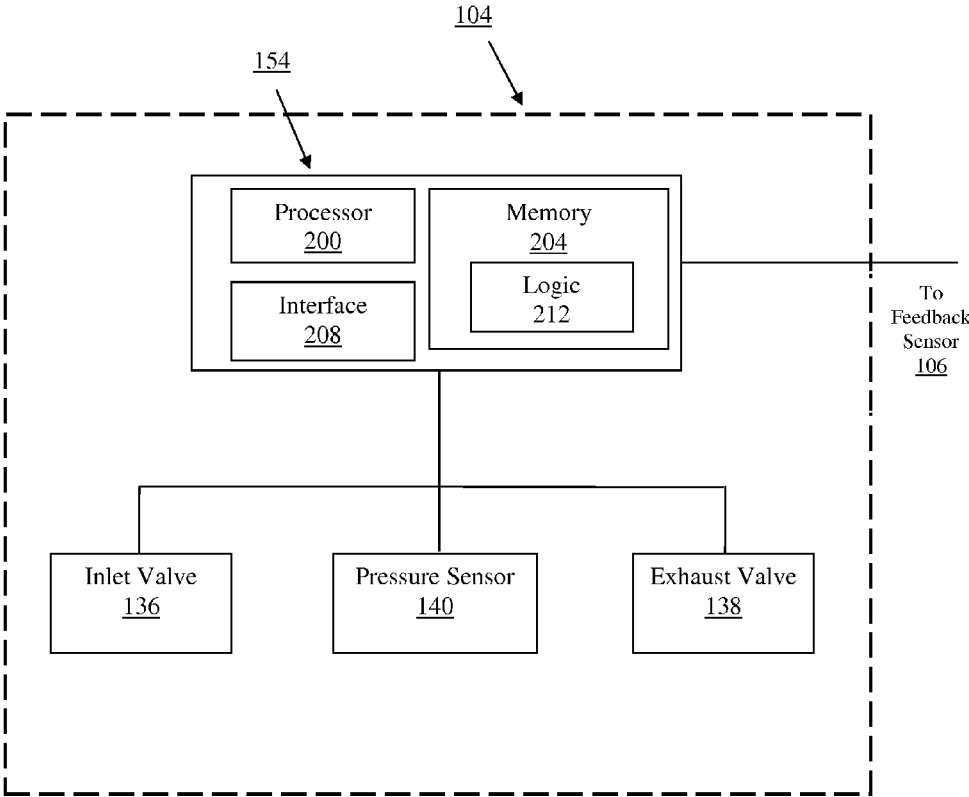 104
154
Processor
200
Memory
204
Interface
208
Logic
212
To
Feedback
Sensor
106
Inlet Valve
136
Pressure Sensor
140
Exhaust Valve
138